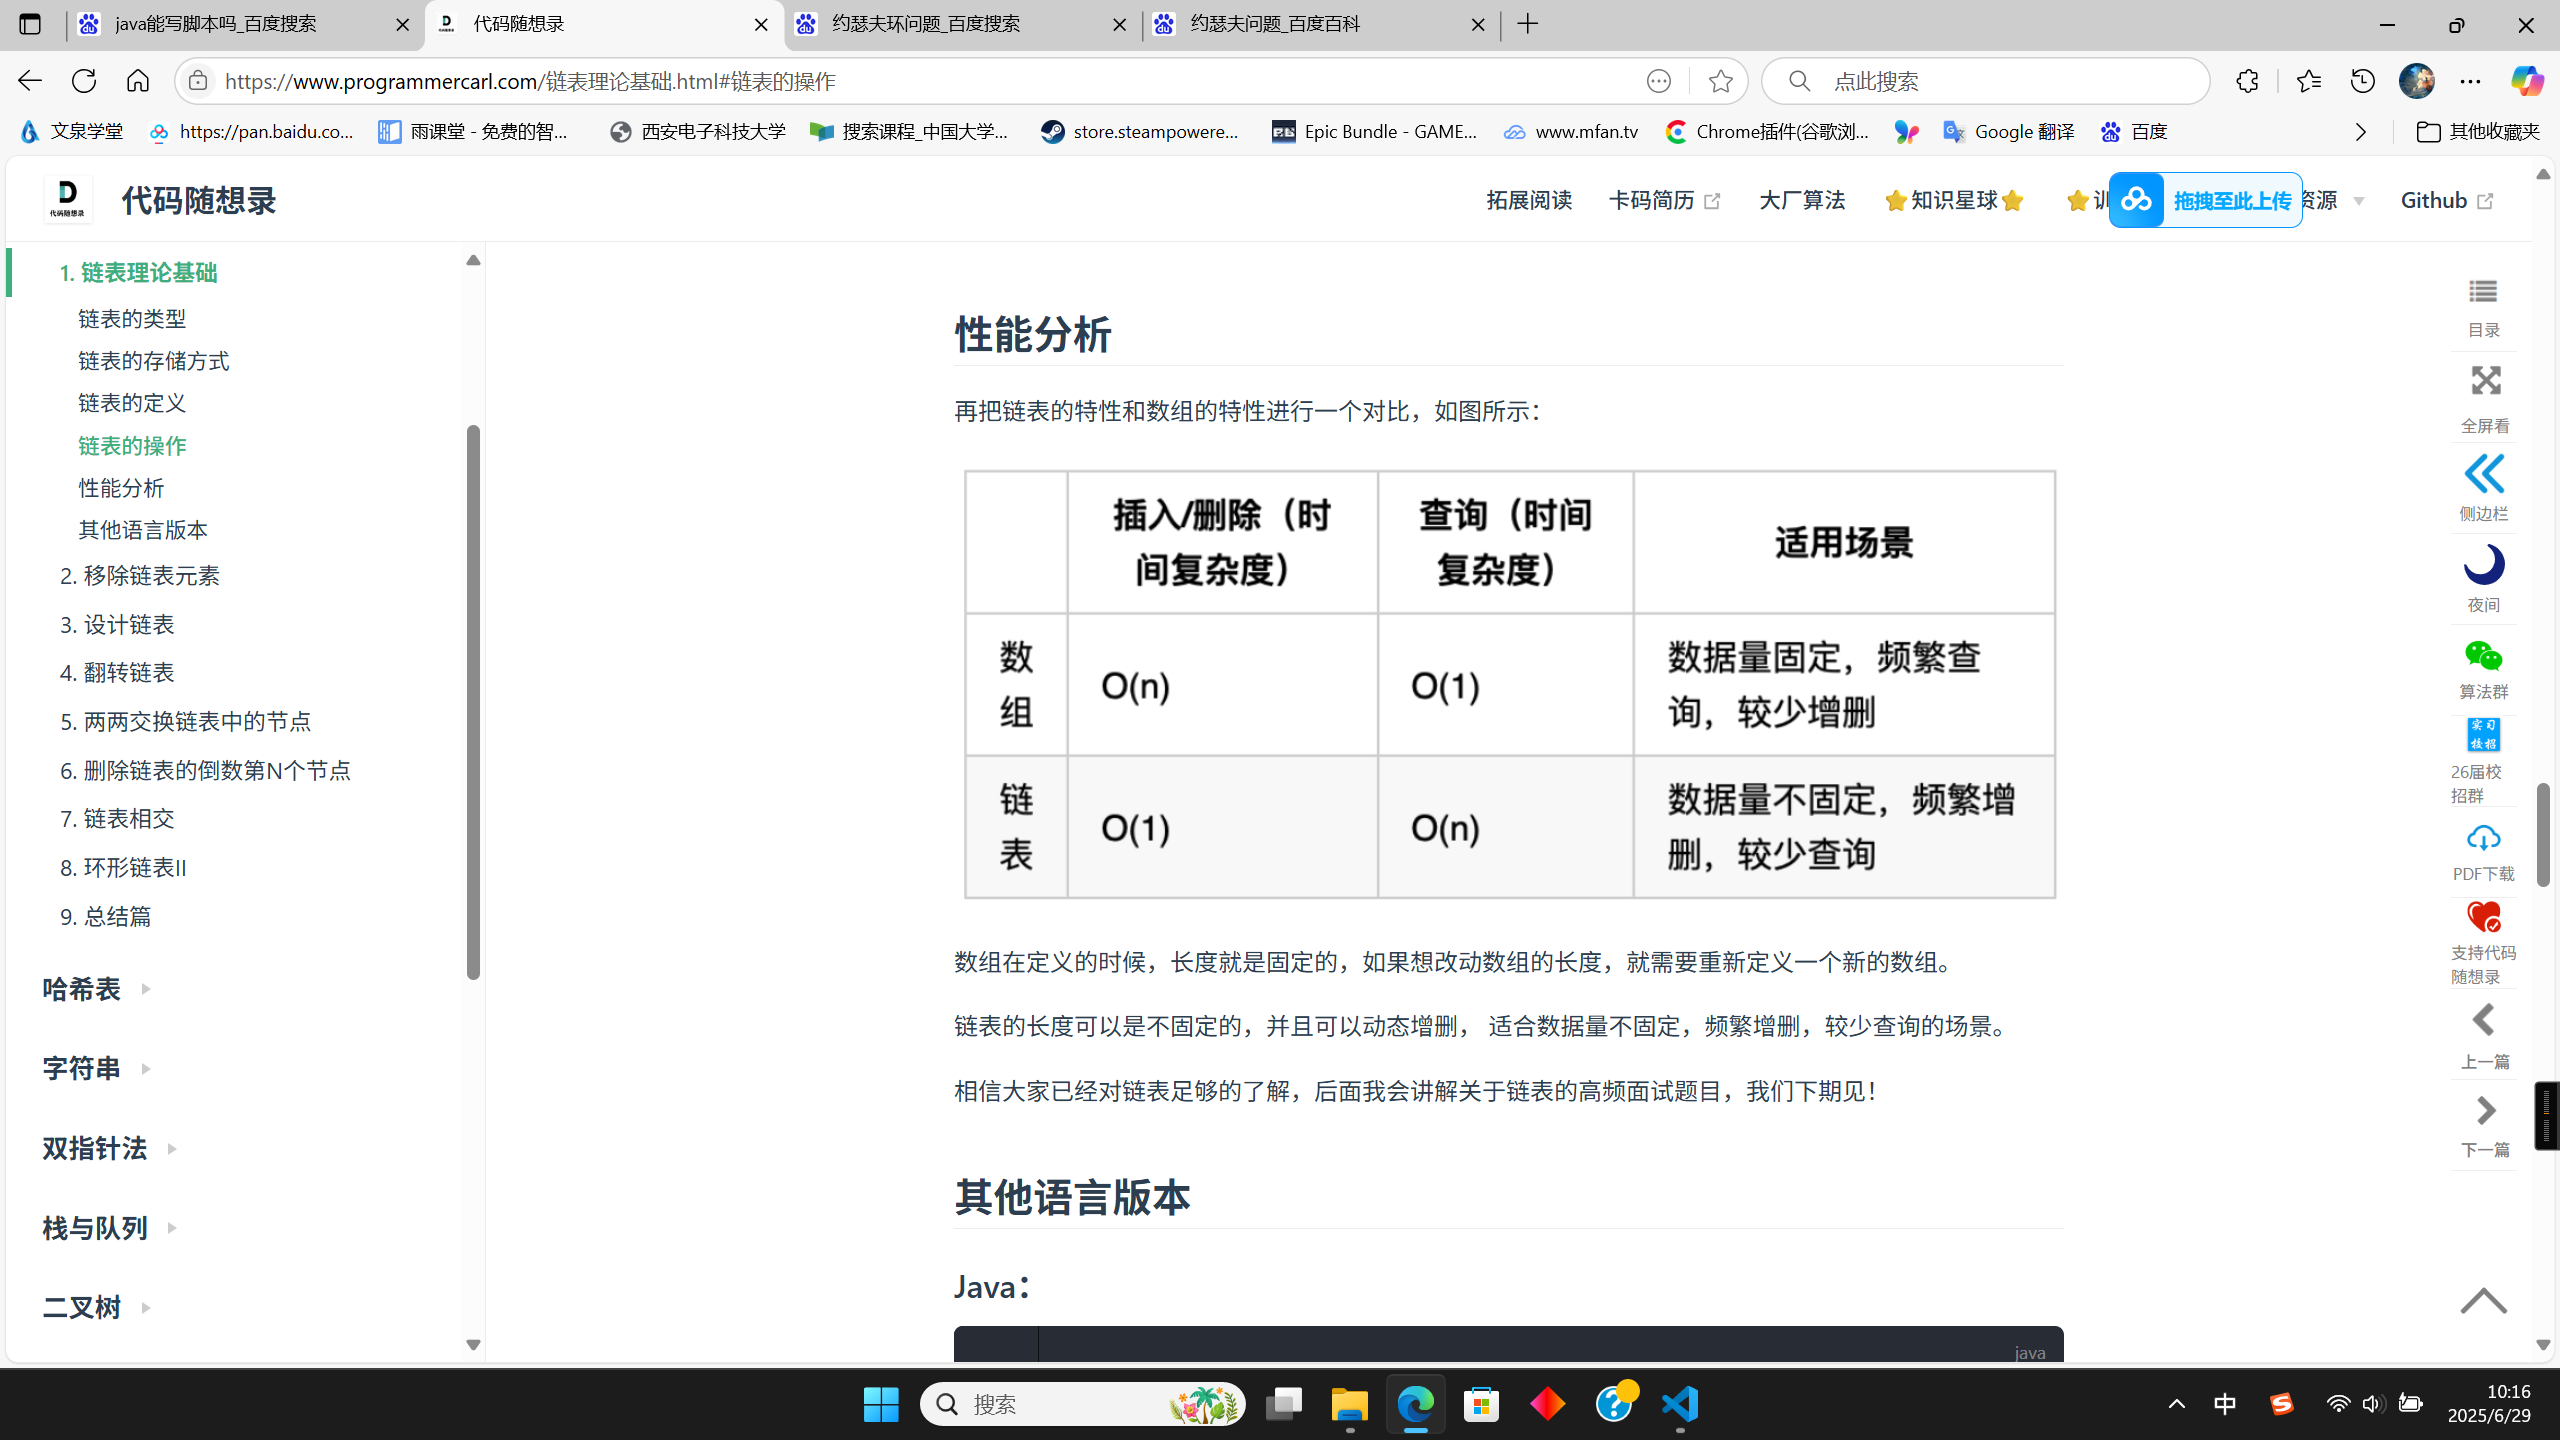 java能写脚本吗_百度搜索
代码随想录
约瑟夫环问题_百度搜索
约瑟夫问题_百度百科
https://www.programmercarl.com/链表理论基础.html#链表的操作
点此搜索
文泉学堂
https://pan.baidu.co...
雨课堂 - 免费的智...
西安电子科技大学
搜索课程_中国大学...
store.steampowere...
Epic Bundle - GAME...
www.mfan.tv
Chrome插件(谷歌浏...
Google 翻译
百度
其他收藏夹
代码随想录
代码随想录
拓展阅读
卡码简历
大厂算法
⭐知识星球⭐
⭐训
拖拽至此上传
资源
Github
1. 链表理论基础
链表的类型
链表的存储方式
链表的定义
链表的操作
性能分析
其他语言版本
2. 移除链表元素
3. 设计链表
4. 翻转链表
5. 两两交换链表中的节点
6. 删除链表的倒数第N个节点
7. 链表相交
8. 环形链表II
9. 总结篇
哈希表
字符串
双指针法
栈与队列
二叉树
性能分析
再把链表的特性和数组的特性进行一个对比，如图所示：
插入/删除（时
间复杂度）
查询（时间
复杂度）
适用场景
数
组
O(n)
O(1)
数据量固定，频繁查
询，较少增删
链
表
O(1)
O(n)
数据量不固定，频繁增
删，较少查询
数组在定义的时候，长度就是固定的，如果想改动数组的长度，就需要重新定义一个新的数组。
链表的长度可以是不固定的，并且可以动态增删， 适合数据量不固定，频繁增删，较少查询的场景。
相信大家已经对链表足够的了解，后面我会讲解关于链表的高频面试题目，我们下期见！
其他语言版本
Java：
java
目录
全屏看
侧边栏
夜间
算法群
实习
校招
26届校
招群
PDF下载
支持代码
随想录
上一篇
下一篇
搜索
中
10:16
2025/6/29